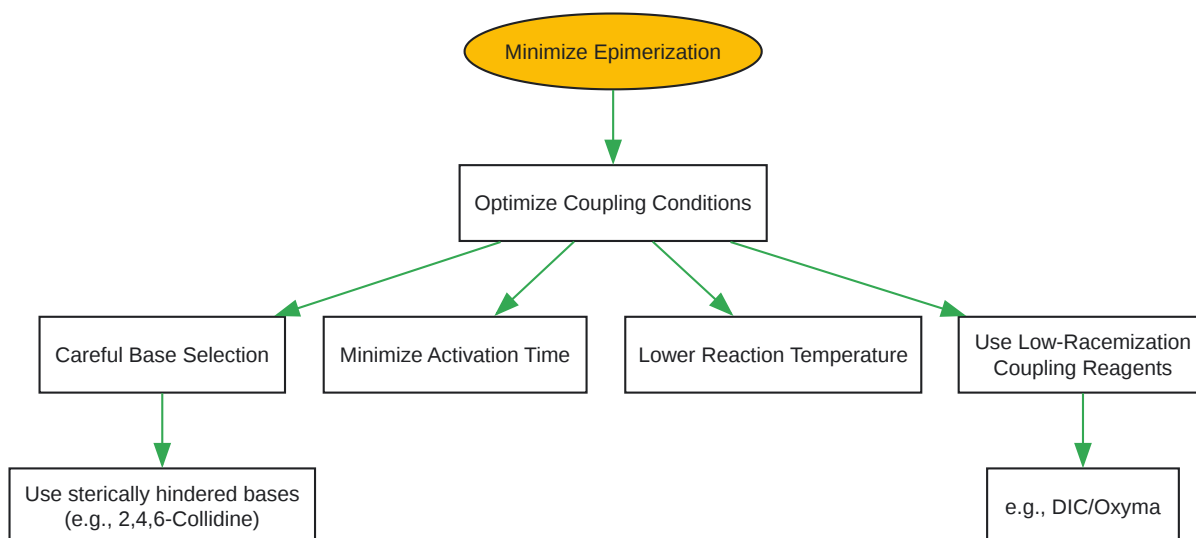 Minimize Epimerization
Optimize Coupling Conditions
Careful Base Selection
Minimize Activation Time
Lower Reaction Temperature
Use Low-Racemization
Coupling Reagents
Use sterically hindered bases
(e.g., 2,4,6-Collidine)
e.g., DIC/Oxyma